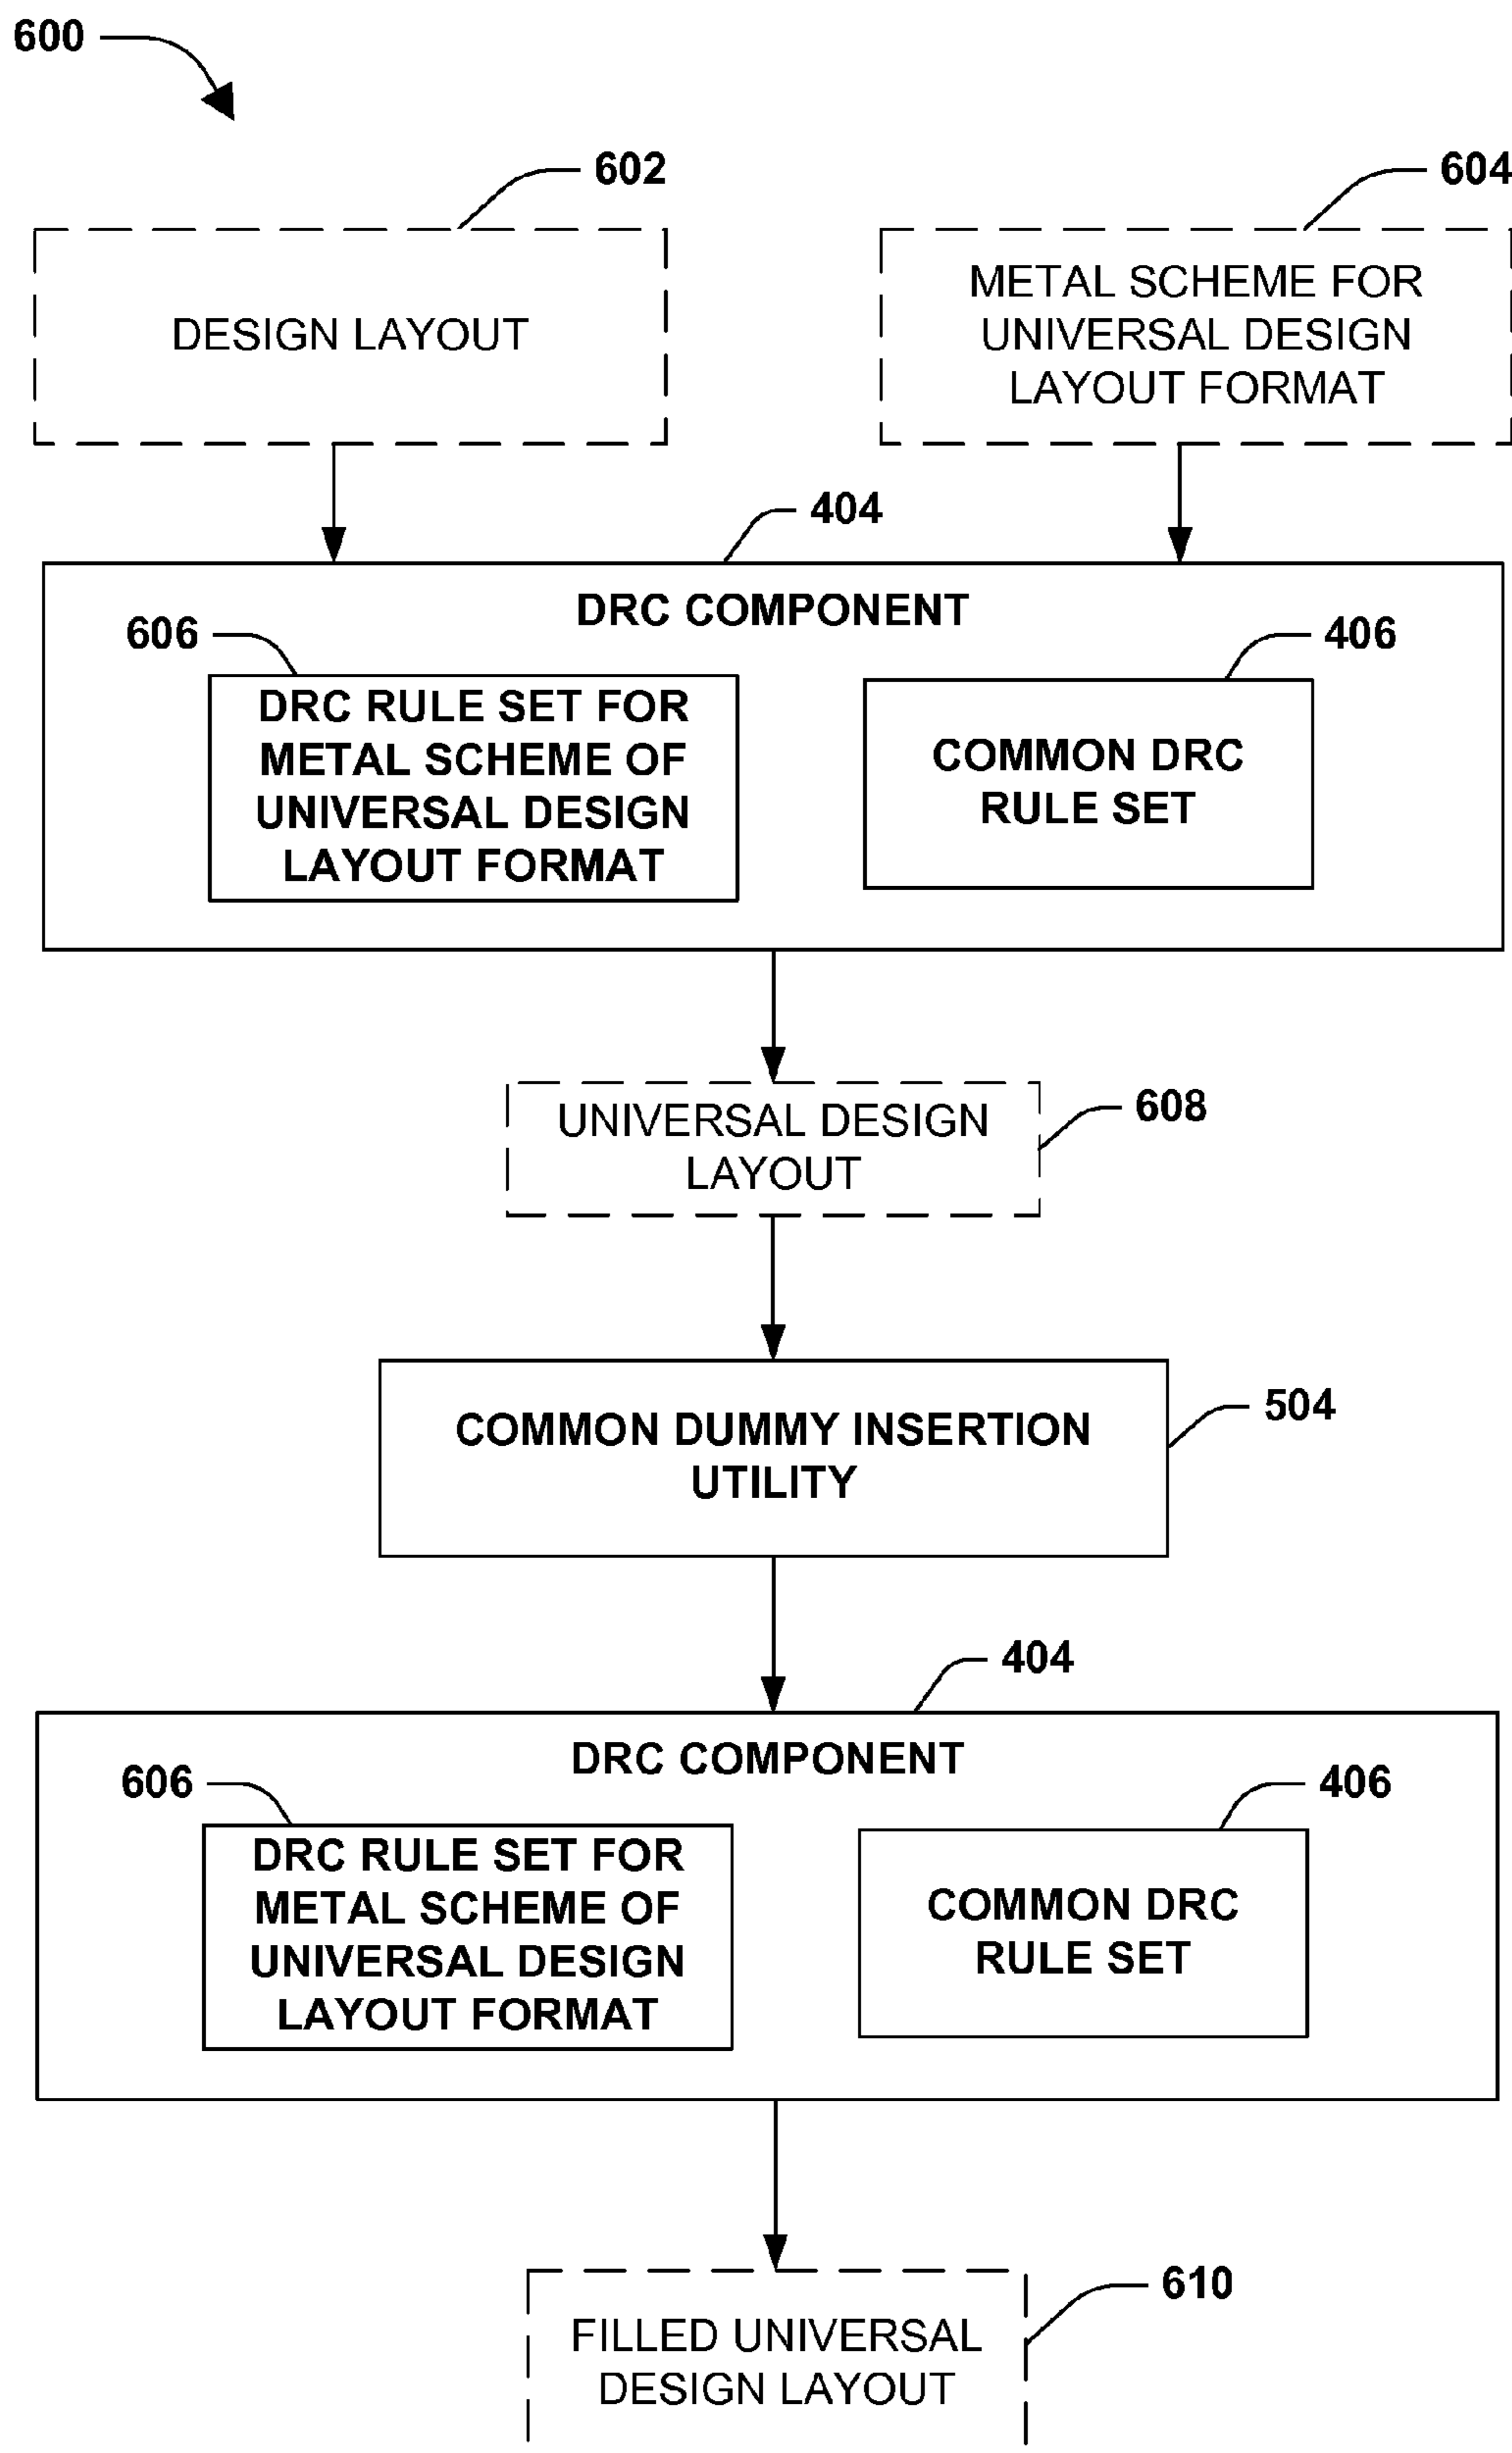 600
602
604
DESIGN LAYOUT
METAL SCHEME FOR
UNIVERSAL DESIGN
LAYOUT FORMAT
404
DRC COMPONENT
606
406
DRC RULE SET FOR
METAL SCHEME OF
UNIVERSAL DESIGN
LAYOUT FORMAT
COMMON DRC
RULE SET
608
UNIVERSAL DESIGN
LAYOUT
504
COMMON DUMMY INSERTION
UTILITY
404
DRC COMPONENT
606
406
DRC RULE SET FOR
METAL SCHEME OF
UNIVERSAL DESIGN
LAYOUT FORMAT
COMMON DRC
RULE SET
610
FILLED UNIVERSAL
DESIGN LAYOUT